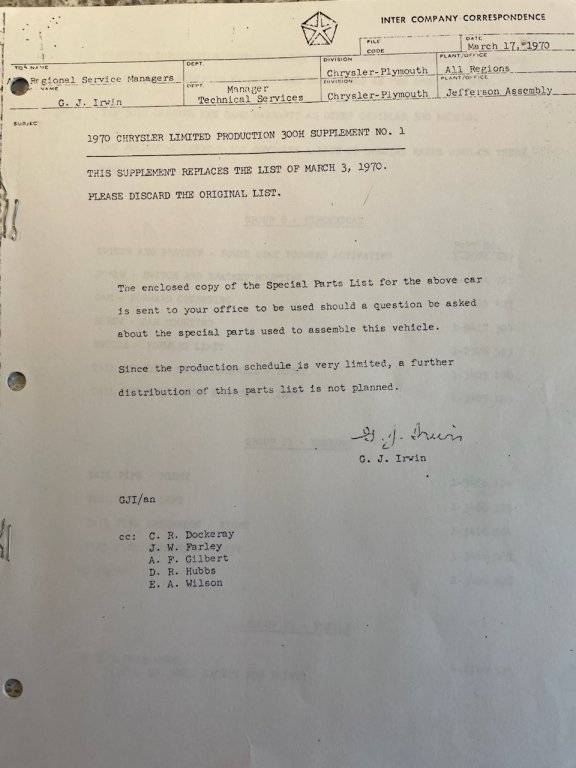 INTER COMPANY CORRESPONDENCE
FILE CODE
DATE
March 17, 1970
TO: NAME
Regional Service Managers
DEPT.
DIVISION
Chrysler-Plymouth
PLANT/OFFICE
All Regions
NAME
G. J. Irwin
DEPT.
Manager
Technical Services
DIVISION
Chrysler-Plymouth
PLANT/OFFICE
Jefferson Assembly
SUBJEC
1970 CHRYSLER LIMITED PRODUCTION 300H SUPPLEMENT NO. 1
THIS SUPPLEMENT REPLACES THE LIST OF MARCH 3, 1970.
PLEASE DISCARD THE ORIGINAL LIST.
The enclosed copy of the Special Parts List for the above car
is sent to your office to be used should a question be asked
about the special parts used to assemble this vehicle.
Since the production schedule is very limited, a further
distribution of this parts list is not planned.
G. J. Irwin
G. J. Irwin
GJI/an
cc: C. R. Dockeray
J. W. Farley
A. F. Gilbert
D. R. Hubbs
E. A. Wilson